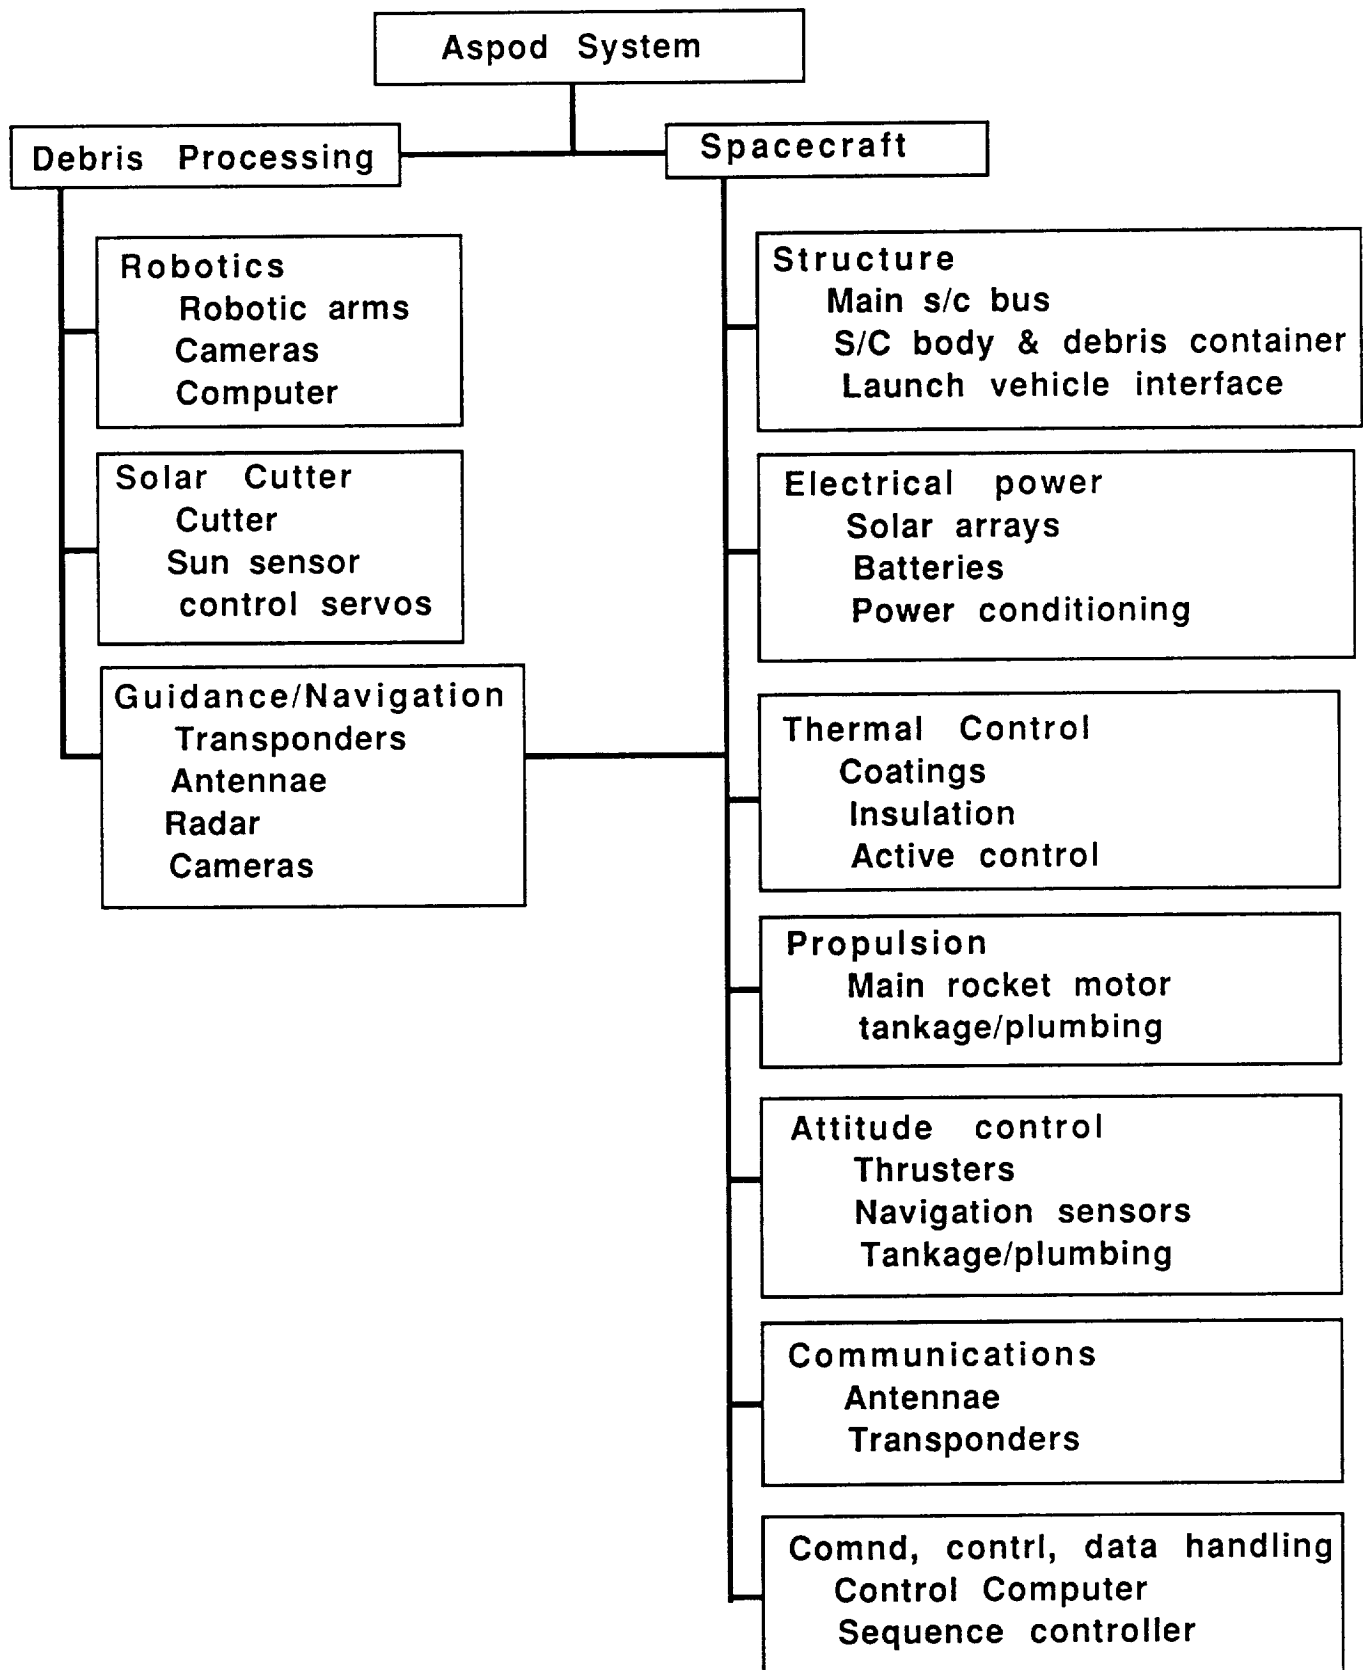 Aspod System
Debris Processing
Spacecraft
Robotics
Robotic arms
Cameras
Computer
Solar Cutter
Cutter
Sun sensor
control servos
Guidance/Navigation
Transponders
Antennae
Radar
Cameras
Structure
Main s/c bus
S/C body & debris container
Launch vehicle interface
Electrical power
Solar arrays
Batteries
Power conditioning
Thermal Control
Coatings
Insulation
Active control
Propulsion
Main rocket motor
tankage/plumbing
Attitude control
Thrusters
Navigation sensors
Tankage/plumbing
Communications
Antennae
Transponders
Comnd, contrl, data handling
Control Computer
Sequence controller